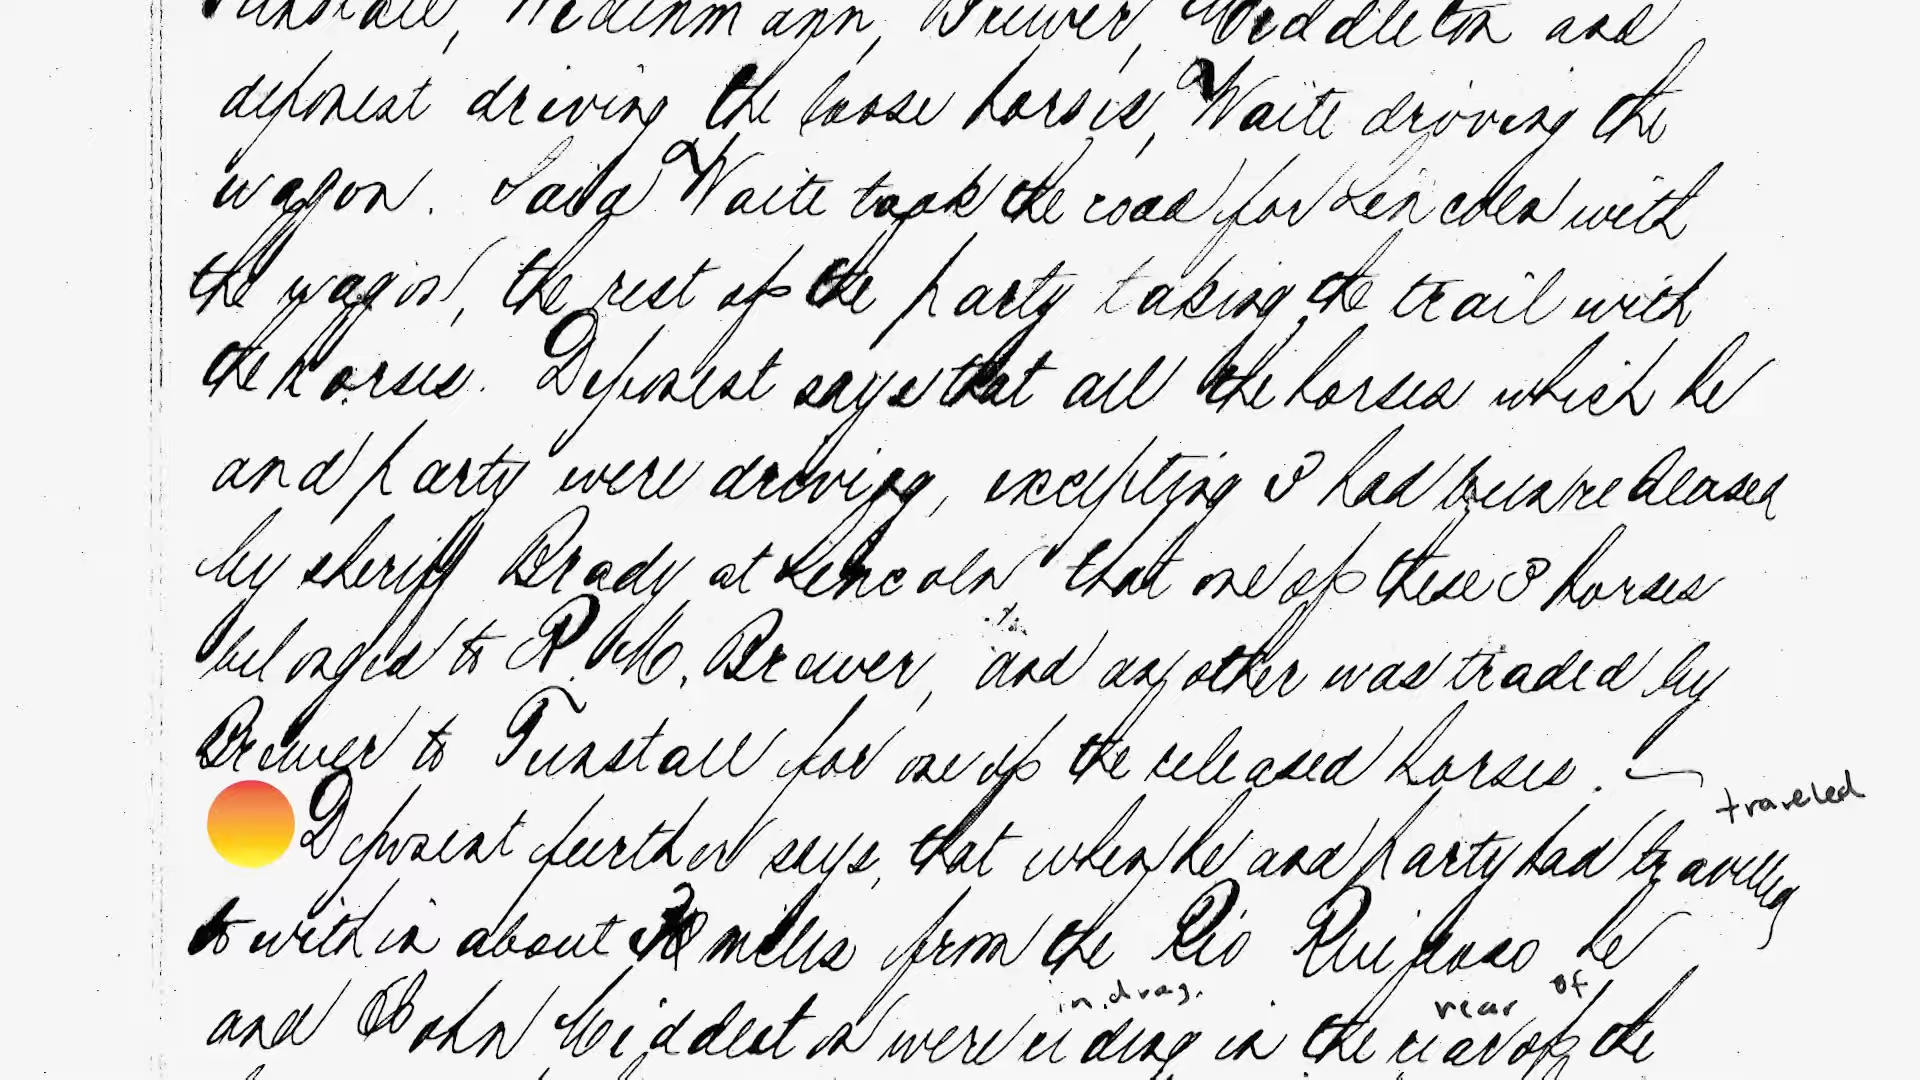 Tunstall, Widenmann, Brewer, Middleton and
deponent driving the loose horses, Waite driving the
wagon. Said Waite took the road for Lincoln with
the wagon, the rest of the party taking the trail with
the horses. Deponent says that all the horses which he
and party were driving, excepting 3 had been released
by sheriff Brady at Lincoln that one of these 3 horses
belonged to R. M. Brewer, and another was traded by
Brewer to Tunstall for one of the released horses.
traveled
Deponent further says, that when he and party had travelled
to within about miles from the Rio Ruidoso he
in drag. rear of
and John Middleton were riding in the rear of the